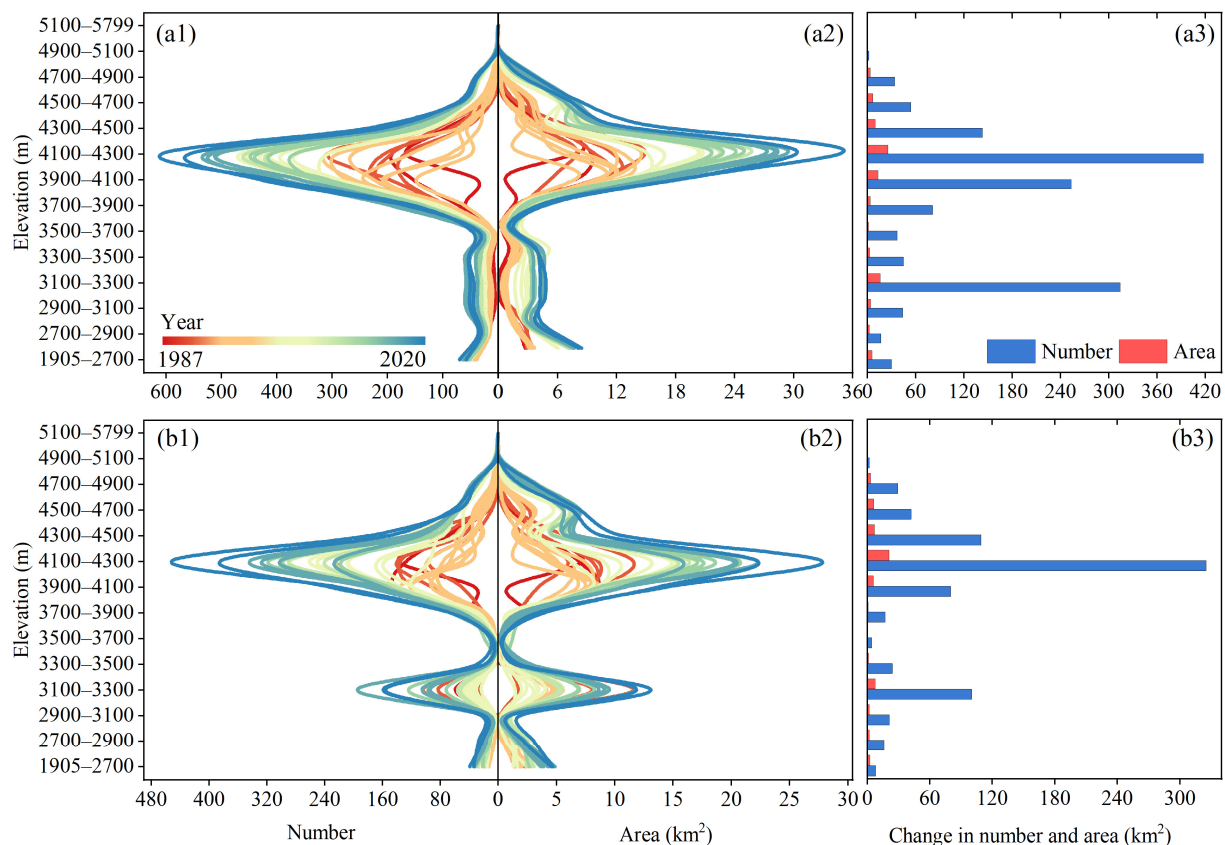 (a1)
(a2)
(a3)
Elevation (m)
5100–5799
4900–5100
4700–4900
4500–4700
4300–4500
4100–4300
3900–4100
3700–3900
3500–3700
3300–3500
3100–3300
2900–3100
2700–2900
1905–2700
Year
1987
2020
Number
Area
600 500 400 300 200 100 0 6 12 18 24 30 36
0 60 120 180 240 300 360 420
(b1)
(b2)
(b3)
Elevation (m)
5100–5799
4900–5100
4700–4900
4500–4700
4300–4500
4100–4300
3900–4100
3700–3900
3500–3700
3300–3500
3100–3300
2900–3100
2700–2900
1905–2700
480 400 320 240 160 80 0 5 10 15 20 25 30
0 60 120 180 240 300
Number
Area (km²)
Change in number and area (km²)